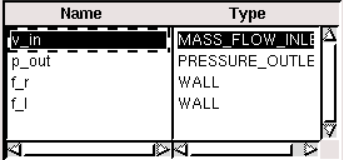 Name Type
v_in MASS_FLOW_INLE
p_out PRESSURE_OUTLE
f_r WALL
f_l WALL